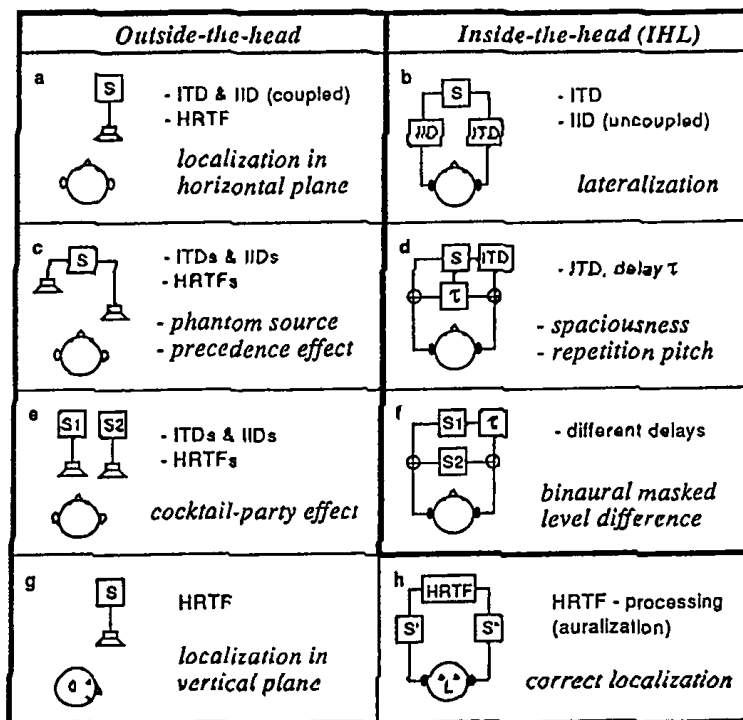 Outside-the-head
Inside-the-head (IHL)
a
S
- ITD & IID (coupled)
- HRTF
localization in
horizontal plane
b
S
IID
ITD
- ITD
- IID (uncoupled)
lateralization
c
S
- ITDs & IIDs
- HRTFs
- phantom source
- precedence effect
d
S
ITD
τ
- ITD, delay τ
- spaciousness
- repetition pitch
e
S1 S2
- ITDs & IIDs
- HRTFs
cocktail-party effect
f
S1
τ
S2
- different delays
binaural masked
level difference
g
S
HRTF
localization in
vertical plane
h
HRTF
S'
S"
HRTF - processing
(auralization)
correct localization